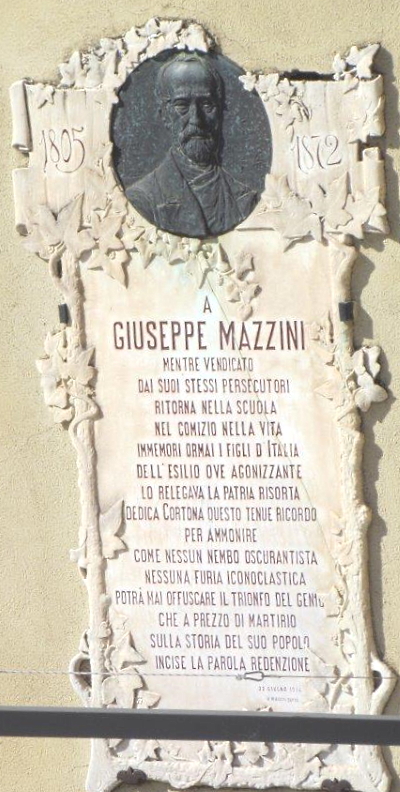 1805
1872
A
GIUSEPPE MAZZINI
MENTRE VENDICATO
DAI SUOI STESSI PERSECUTORI
RITORNA NELLA SCUOLA
NEL COMIZIO NELLA VITA
IMMEMORI ORMAI I FIGLI D'ITALIA
DELL'ESILIO OVE AGONIZZANTE
LO RELEGAVA LA PATRIA RISORTA
DEDICA CORTONA QUESTO TENUE RICORDO
PER AMMONIRE
COME NESSUN NEMBO OSCURANTISTA
NESSUNA FURIA ICONOCLASTICA
POTRÀ MAI OFFUSCARE IL TRIONFO DEL GENIO
CHE A PREZZO DI MARTIRIO
SULLA STORIA DEL SUO POPOLO
INCISE LA PAROLA REDENZIONE
GIUGNO